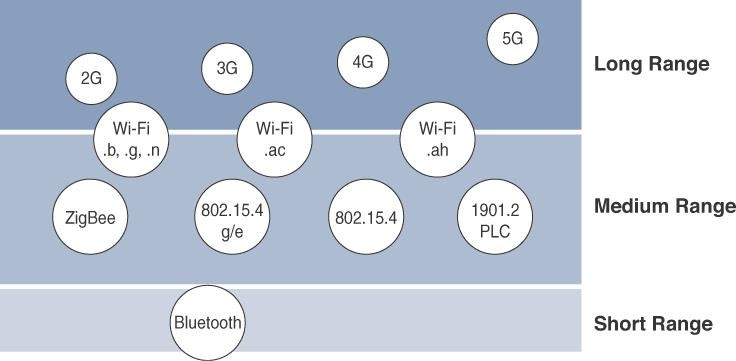 5G
4G
3G
2G
Long Range
Wi-Fi
.b, .g, .n
Wi-Fi
.ac
Wi-Fi
.ah
ZigBee
802.15.4
g/e
802.15.4
1901.2
PLC
Medium Range
Bluetooth
Short Range